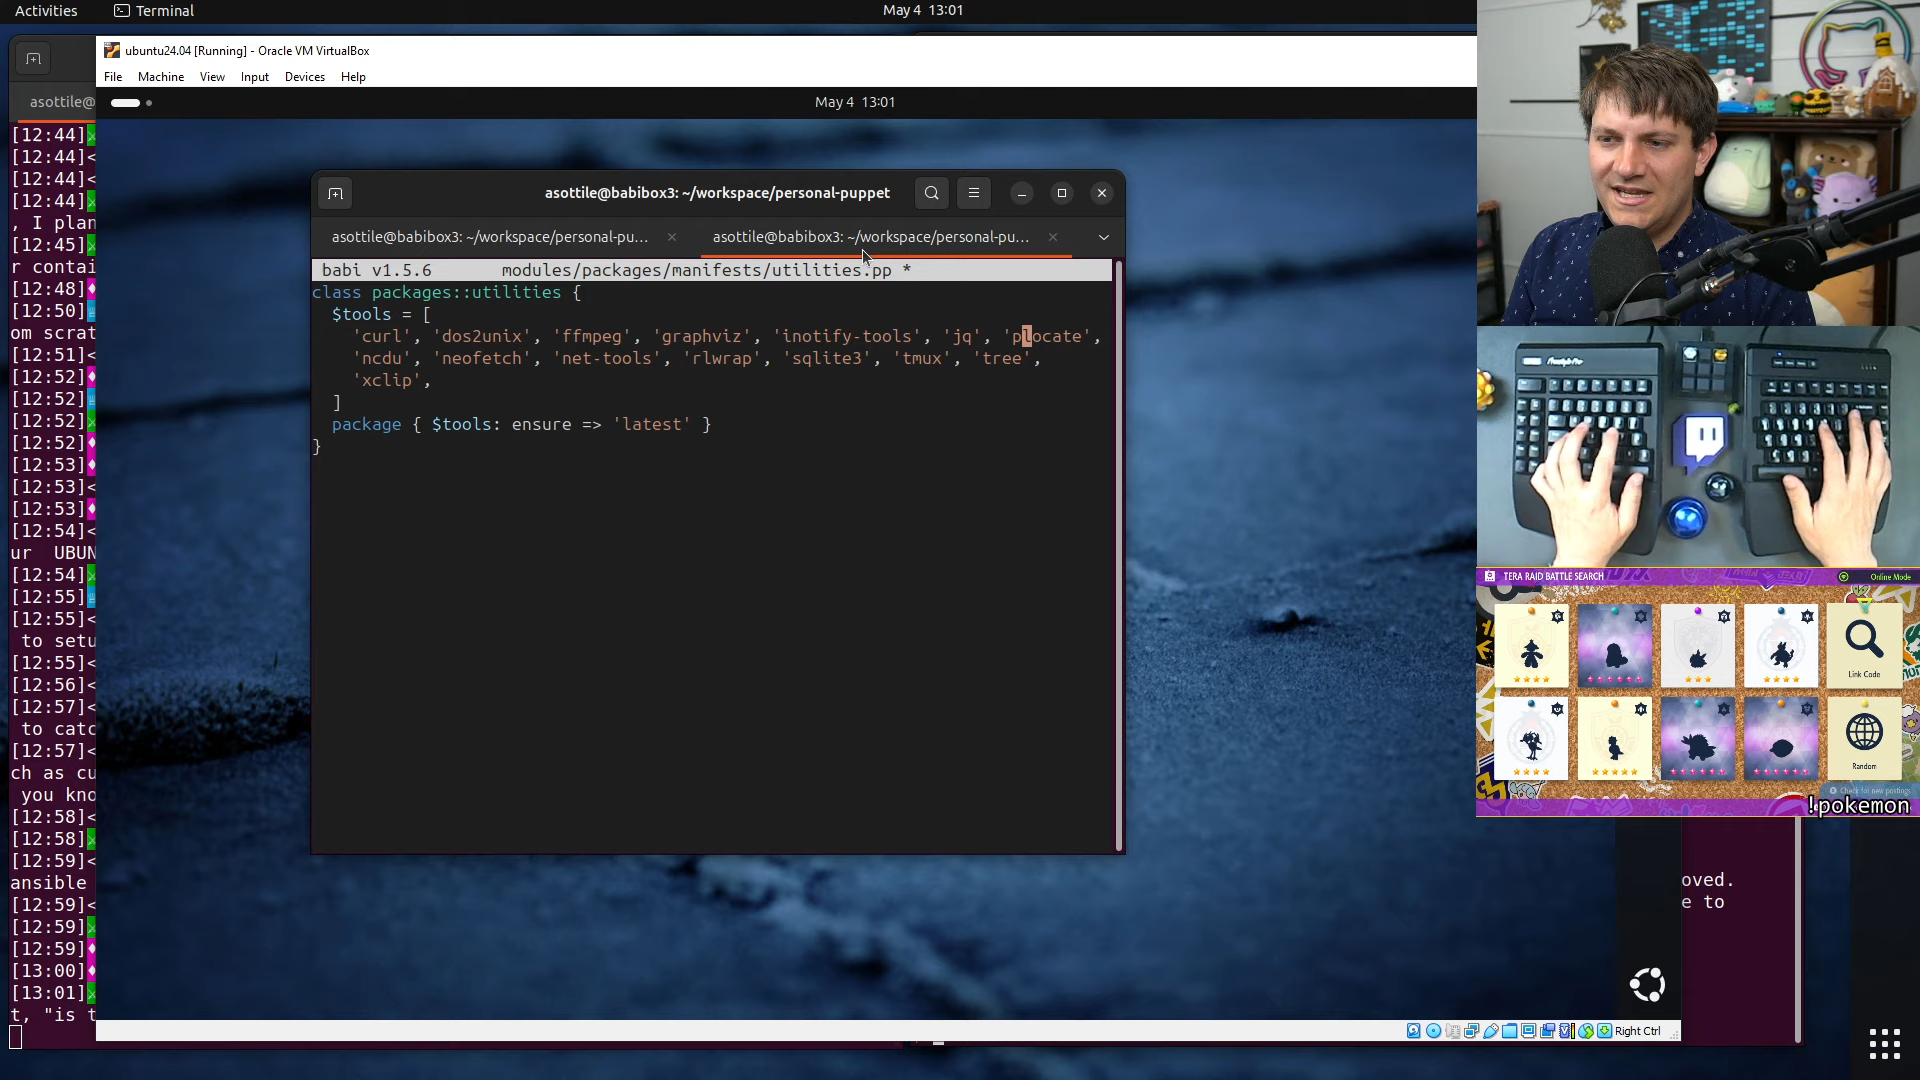 Activities
Terminal
May 4 13:01
ubuntu24.04 [Running] - Oracle VM VirtualBox
File Machine View Input Devices Help
May 4 13:01
asottile@
[12:44]
[12:44]<
[12:44]<
[12:44]
, I plan
[12:45]
r contai
[12:48]
[12:50]
om scrat
[12:51]<
[12:52]
[12:52]
[12:52]
[12:52]
[12:53]
[12:53]<
[12:53]
[12:54]<
ur UBUN
[12:54]
[12:55]
[12:55]<
to setu
[12:55]<
[12:56]<
[12:57]<
to catc
[12:57]<
ch as cu
you kno
[12:58]<
[12:58]
[12:59]<
ansible
[12:59]<
[12:59]
[12:59]
[13:00]
[13:01]
t, "is t
asottile@babibox3: ~/workspace/personal-puppet
asottile@babibox3: ~/workspace/personal-pu...
asottile@babibox3: ~/workspace/personal-pu...
babi v1.5.6 modules/packages/manifests/utilities.pp *
class packages::utilities {
$tools = [
'curl', 'dos2unix', 'ffmpeg', 'graphviz', 'inotify-tools', 'jq', 'plocate',
'ncdu', 'neofetch', 'net-tools', 'rlwrap', 'sqlite3', 'tmux', 'tree',
'xclip',
]
package { $tools: ensure => 'latest' }
}
TERA RAID BATTLE SEARCH
Online Mode
Link Code
Random
Check for new postings
!pokemon
oved.
e to
Right Ctrl